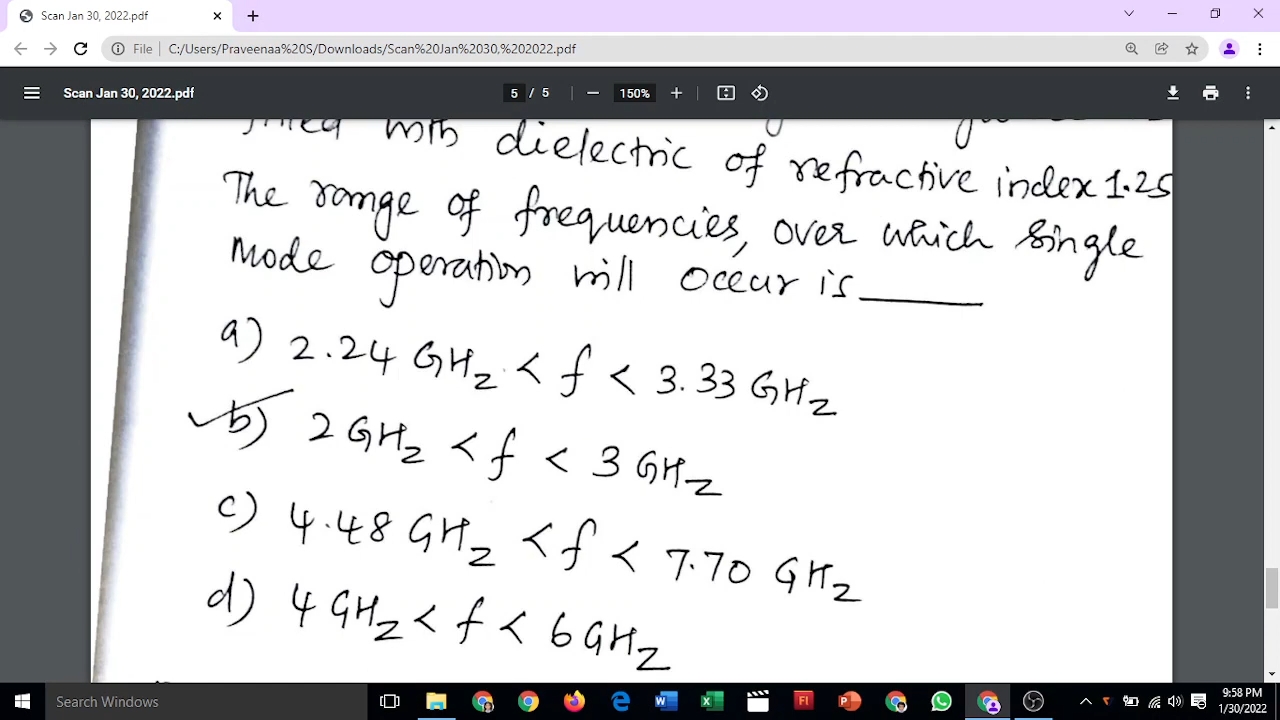 Scan Jan 30, 2022.pdf
File C:/Users/Praveenaa%20S/Downloads/Scan%20Jan%2030,%202022.pdf
Scan Jan 30, 2022.pdf 5 / 5 150%
filled with dielectric of refractive index 1.25
The range of frequencies, over which single
Mode operation will occur is
a) 2.24 GHz < f < 3.33 GHz
b) 2 GHz < f < 3 GHz
c) 4.48 GHz < f < 7.70 GHz
d) 4 GHz < f < 6 GHz
Search Windows
9:58 PM
1/30/2022